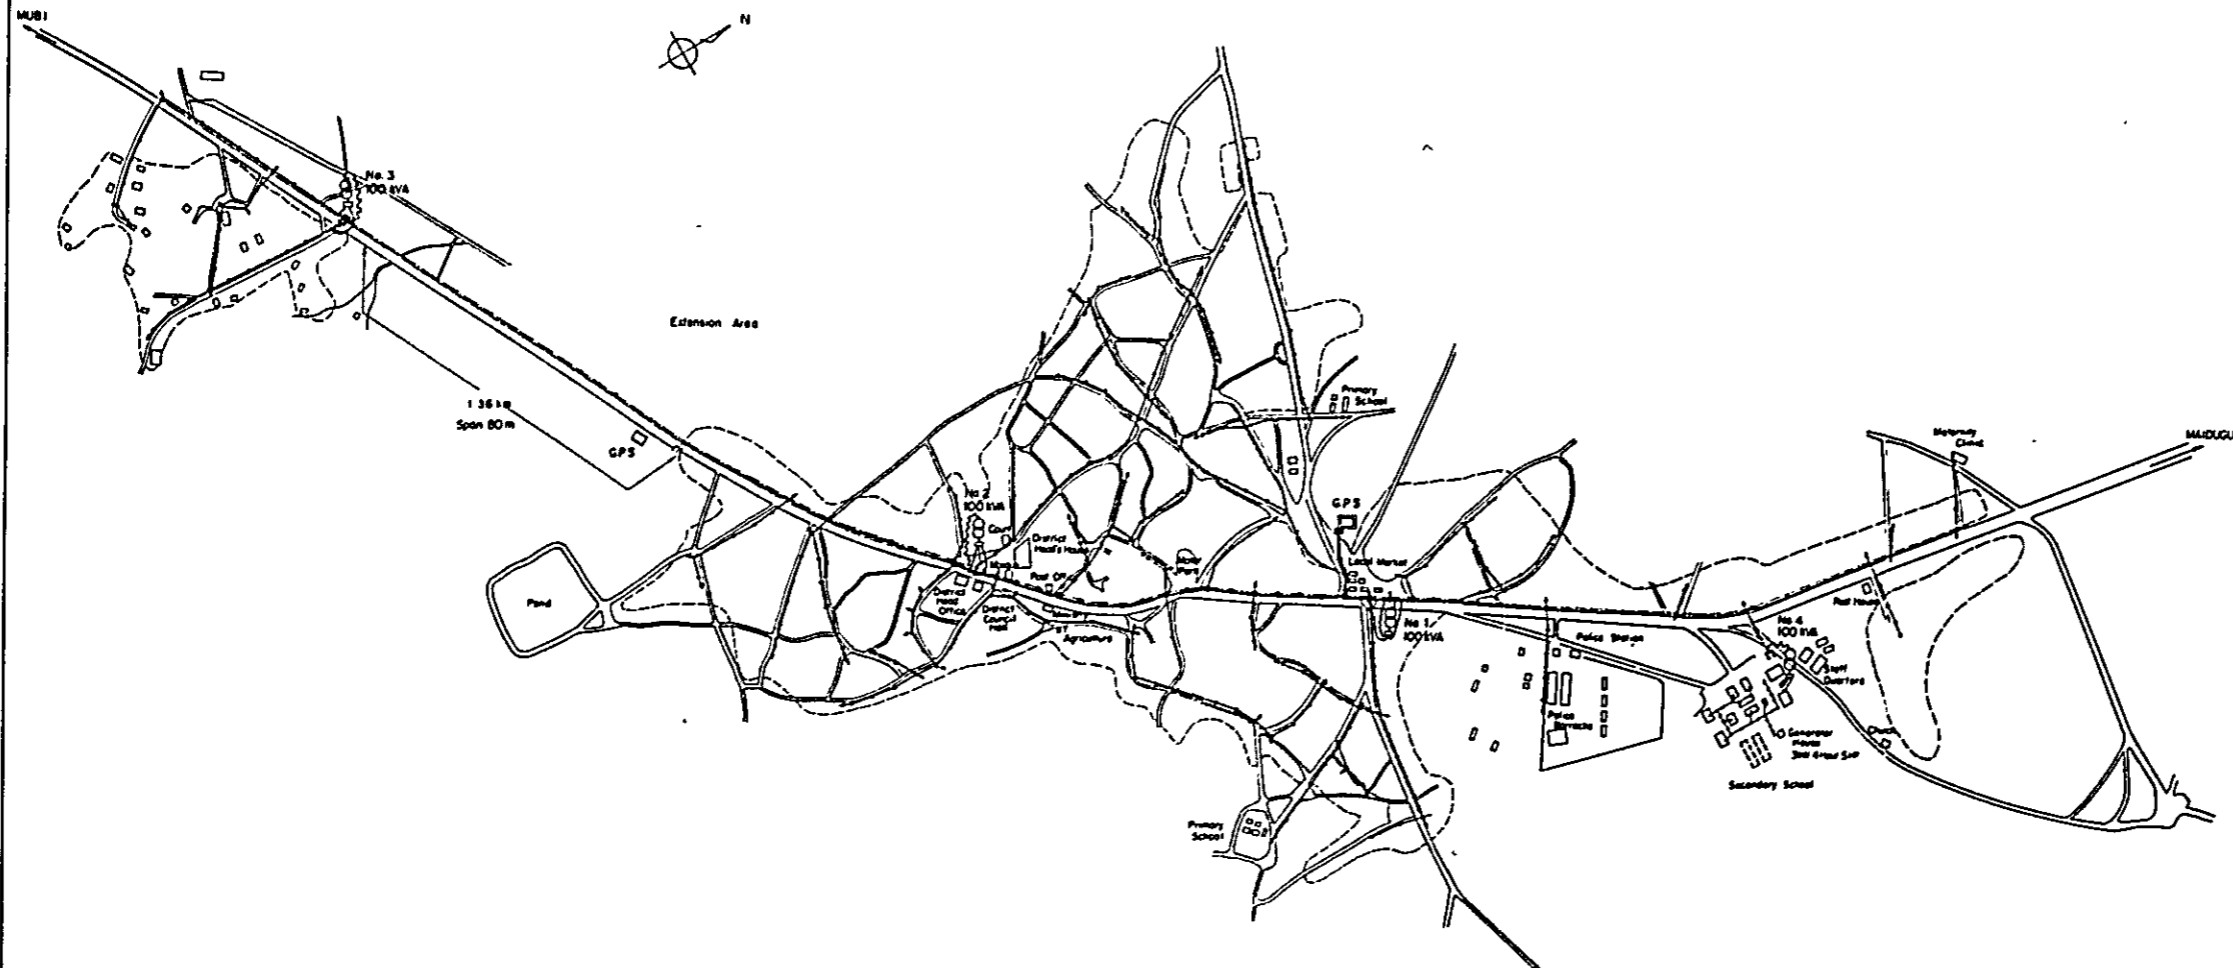 MUBI
N
No. 3
100 kVA
Extension Area
1.36 km
Span 80 m
G.P.S
Primary
School
MAIDUGU
Maternity
Clinic
No. 2
100 kVA
Court
District
Head's House
G.P.S
Motor
Park
Local Market
Pond
Post Off
District
Head
Office
District
Council
Hall
Agriculture
No 1.
100 kVA
Police Station
Rest House
No 4
100 kVA
Staff
Quarters
Police
Barracks
Church
Generator
House
Secondary School
Primary
School